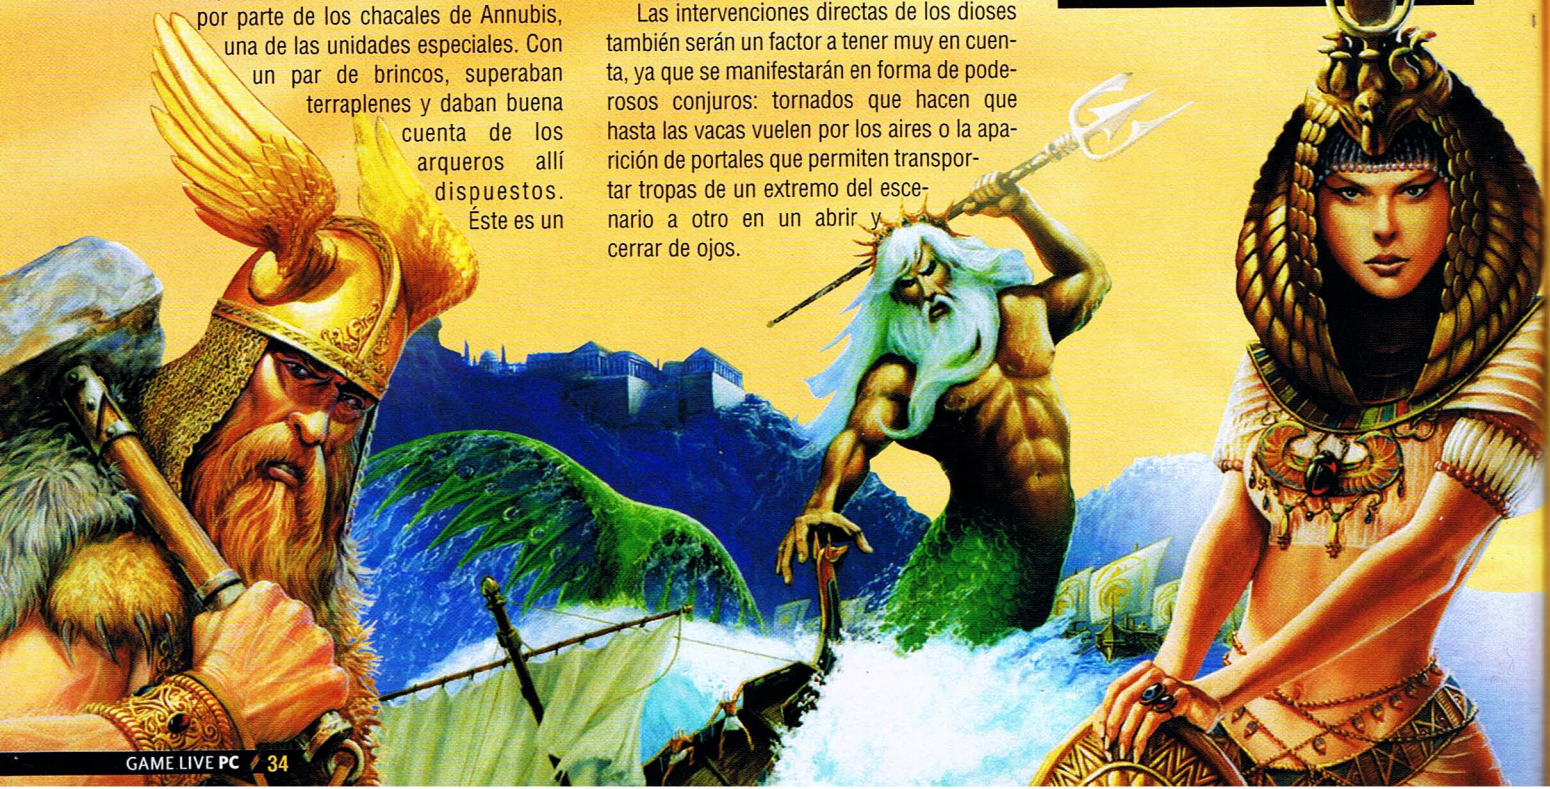 por parte de los chacales de Annubis,
una de las unidades especiales. Con
un par de brincos, superaban
terraplenes y daban buena
cuenta de los
arqueros allí
dispuestos.
Éste es un
Las intervenciones directas de los dioses
también serán un factor a tener muy en cuen-
ta, ya que se manifestarán en forma de pode-
rosos conjuros: tornados que hacen que
hasta las vacas vuelen por los aires o la apa-
rición de portales que permiten transpor-
tar tropas de un extremo del esce-
nario a otro en un abrir y
cerrar de ojos.
GAME LIVE PC / 34